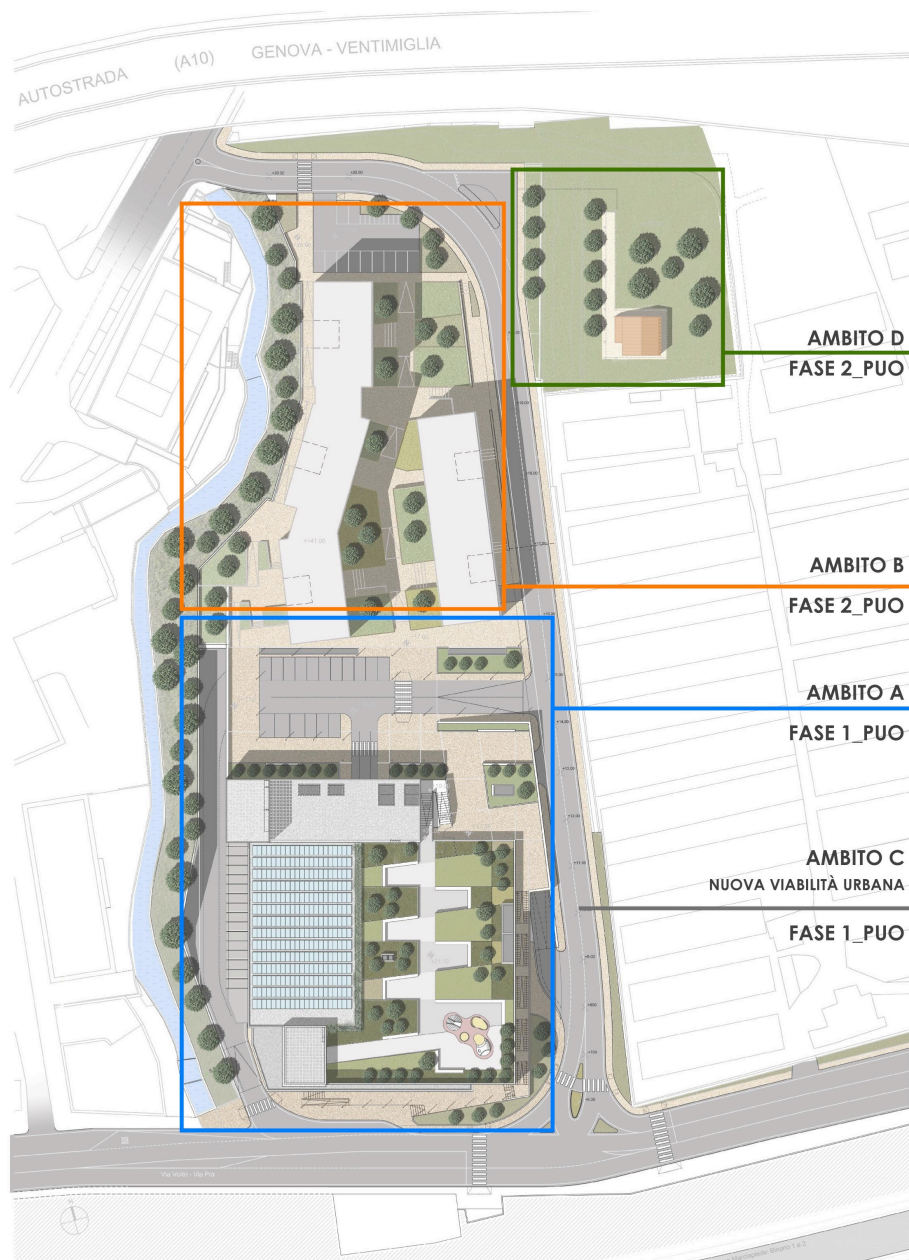 AUTOSTRADA (A10) GENOVA - VENTIMIGLIA
AMBITO D
FASE 2_PUO
AMBITO B
FASE 2_PUO
AMBITO A
FASE 1_PUO
AMBITO C
NUOVA VIABILITÀ URBANA
FASE 1_PUO
N